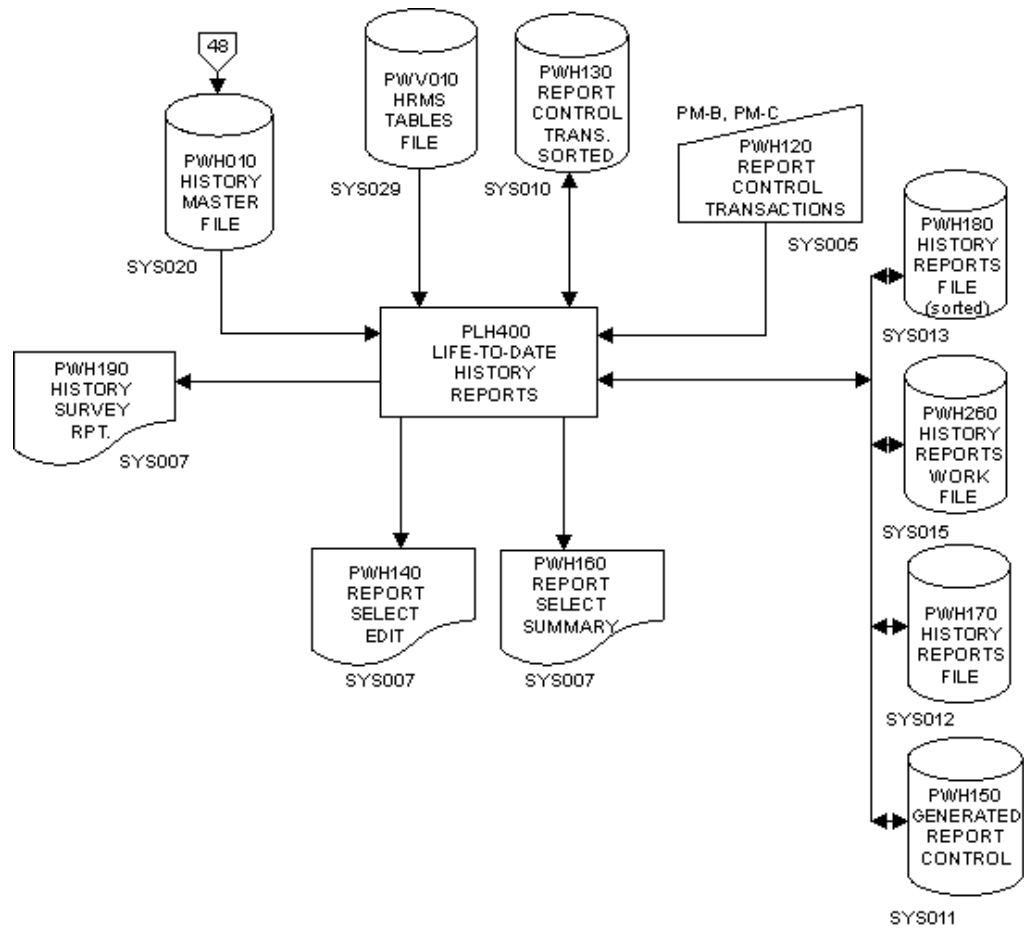 48
PWH010
HISTORY
MASTER
FILE
SYS020
PWV010
HRMS
TABLES
FILE
SYS029
PWH130
REPORT
CONTROL
TRANS.
SORTED
SYS010
PM-B, PM-C
PWH120
REPORT
CONTROL
TRANSACTIONS
SYS005
PWH180
HISTORY
REPORTS
FILE
(sorted)
SYS013
PLH400
LIFE-TO-DATE
HISTORY
REPORTS
PWH190
HISTORY
SURVEY
RPT.
SYS007
PWH260
HISTORY
REPORTS
WORK
FILE
SYS015
PWH140
REPORT
SELECT
EDIT
SYS007
PWH160
REPORT
SELECT
SUMMARY
SYS007
PWH170
HISTORY
REPORTS
FILE
SYS012
PWH150
GENERATED
REPORT
CONTROL
SYS011